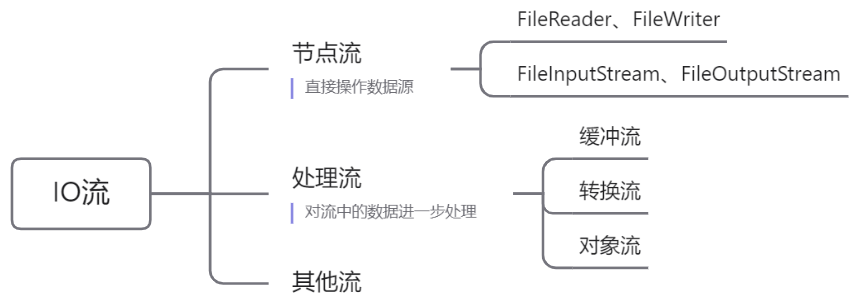 IO流
节点流
直接操作数据源
FileReader、FileWriter
FileInputStream、FileOutputStream
处理流
对流中的数据进一步处理
缓冲流
转换流
对象流
其他流